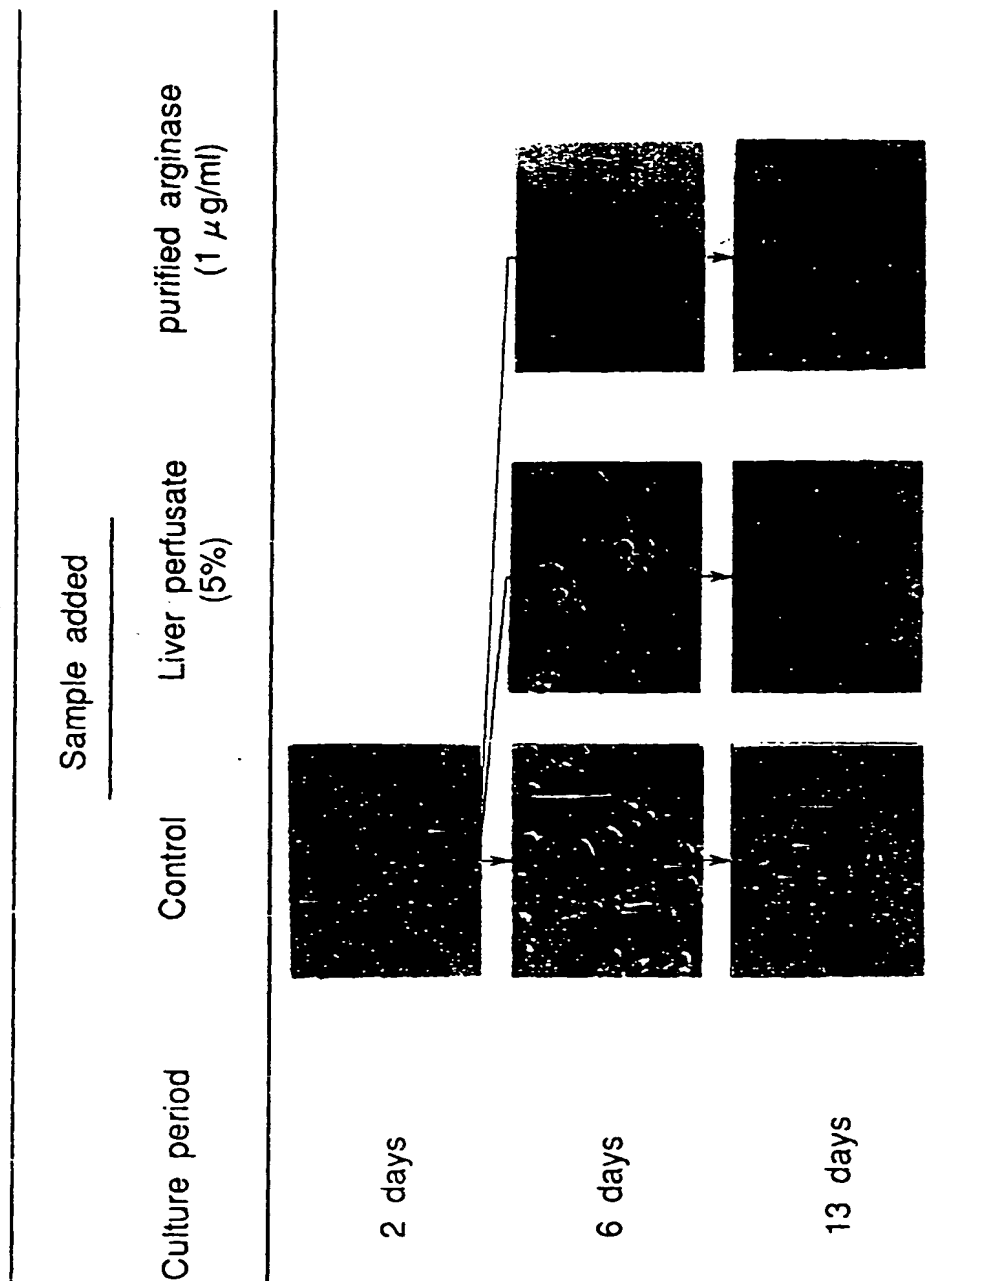 Sample added
Culture period
Control
Liver perfusate
(5%)
purified arginase
(1 μg/ml)
2 days
6 days
13 days